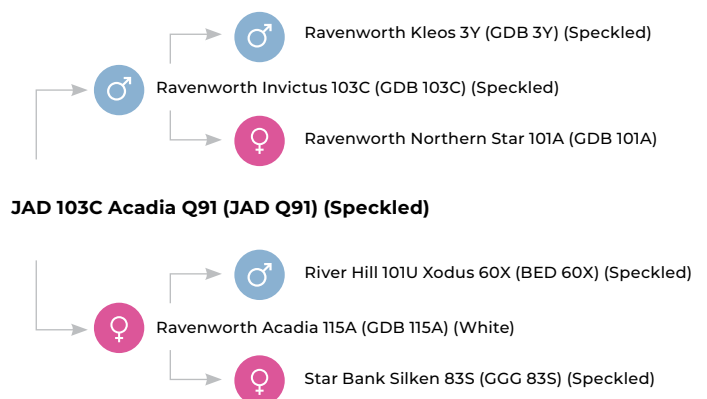 Ravenworth Kleos 3Y (GDB 3Y) (Speckled)
Ravenworth Invictus 103C (GDB 103C) (Speckled)
Ravenworth Northern Star 101A (GDB 101A)
JAD 103C Acadia Q91 (JAD Q91) (Speckled)
River Hill 101U Xodus 60X (BED 60X) (Speckled)
Ravenworth Acadia 115A (GDB 115A) (White)
Star Bank Silken 83S (GGG 83S) (Speckled)